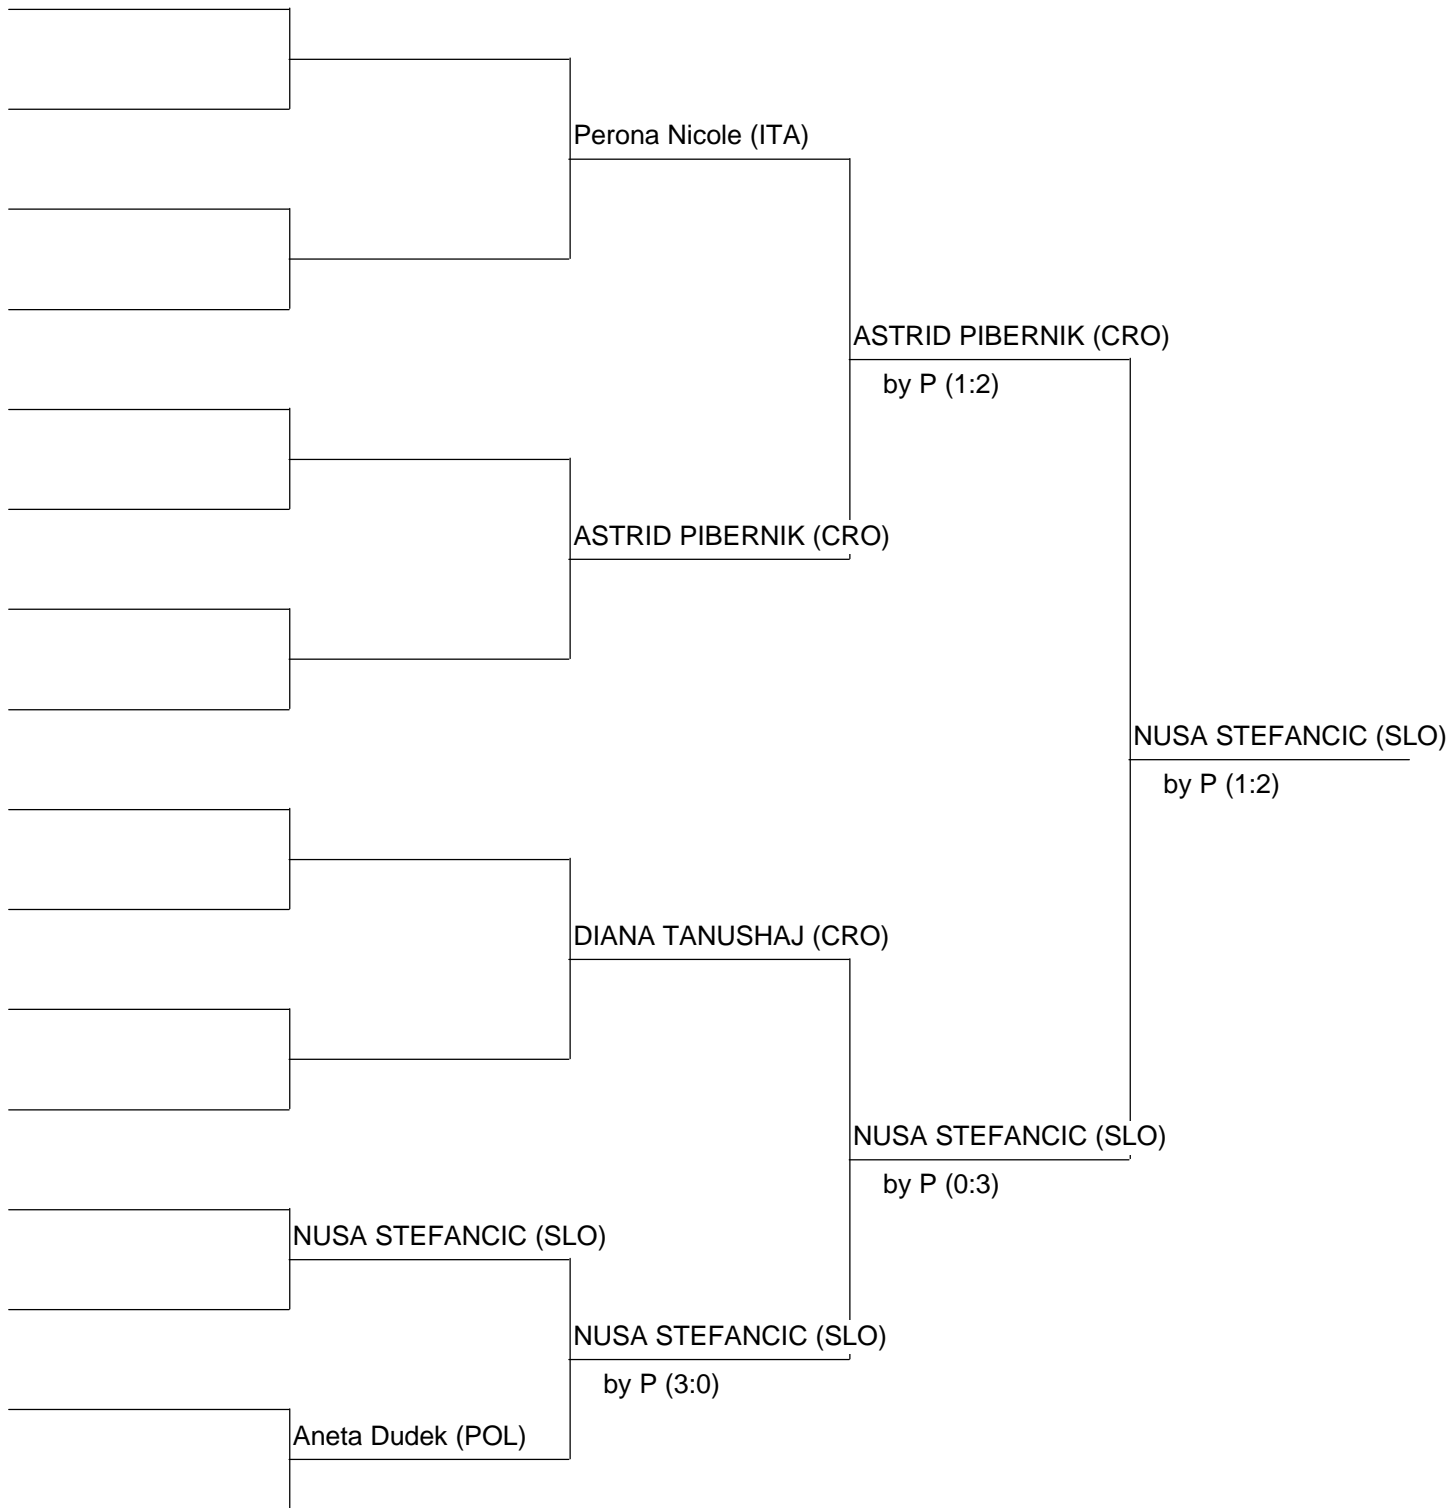 Perona Nicole (ITA)
ASTRID PIBERNIK (CRO)
by P (1:2)
ASTRID PIBERNIK (CRO)
NUSA STEFANCIC (SLO)
by P (1:2)
DIANA TANUSHAJ (CRO)
NUSA STEFANCIC (SLO)
by P (0:3)
NUSA STEFANCIC (SLO)
NUSA STEFANCIC (SLO)
by P (3:0)
Aneta Dudek (POL)